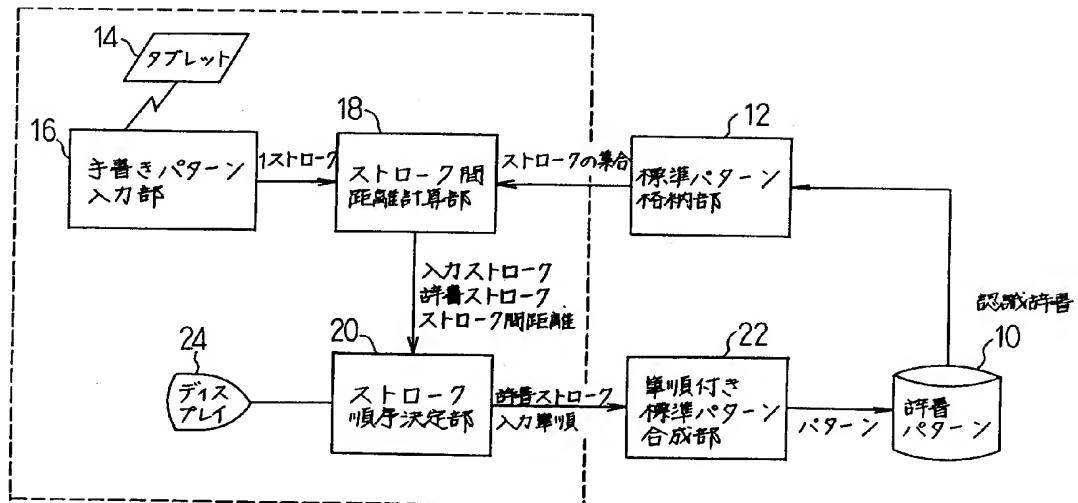 14
タブレット
16
手書きパターン
入力部
1ストローク
18
ストローク間
距離計算部
ストロークの集合
12
標準パターン
格納部
入力ストローク
辞書ストローク
ストローク間距離
認識辞書
10
辞書
パターン
24
ディス
プレイ
20
ストローク
順序決定部
辞書ストローク
入力筆順
22
筆順付き
標準パターン
合成部
パターン